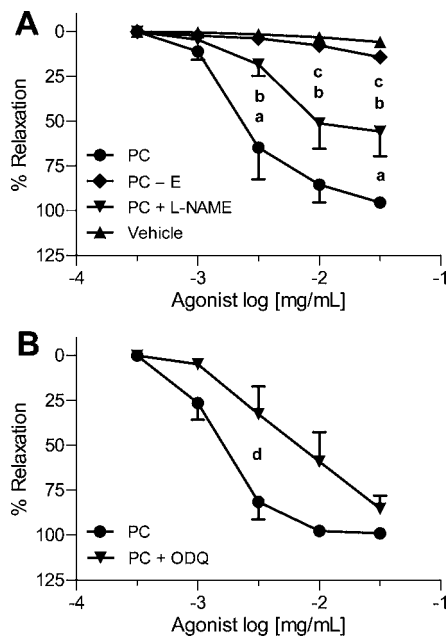 A
0
25
50
75
100
125
% Relaxation
b
a
c
b
c
b
a
PC
PC – E
PC + L-NAME
Vehicle
-4 -3 -2 -1
Agonist log [mg/mL]
B
0
25
50
75
100
125
% Relaxation
d
PC
PC + ODQ
-4 -3 -2 -1
Agonist log [mg/mL]